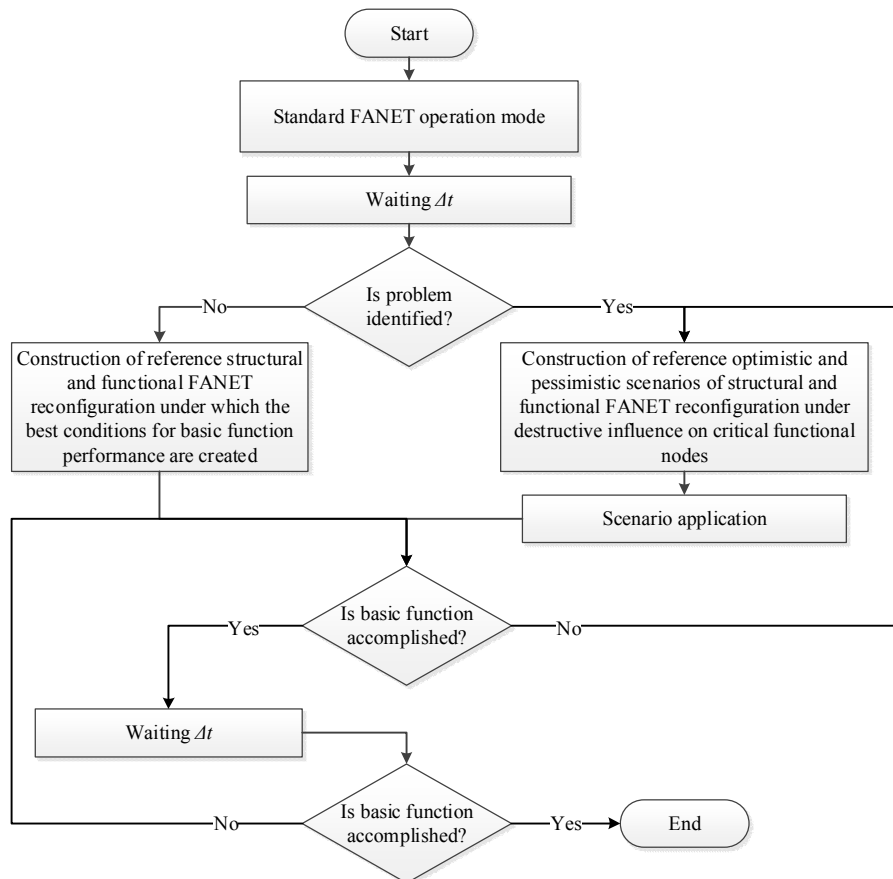 Start
Standard FANET operation mode
Waiting Δt
Is problem
identified?
No
Yes
Construction of reference structural
and functional FANET
reconfiguration under which the
best conditions for basic function
performance are created
Construction of reference optimistic and
pessimistic scenarios of structural and
functional FANET reconfiguration under
destructive influence on critical functional
nodes
Scenario application
Is basic function
accomplished?
Yes
No
Waiting Δt
Is basic function
accomplished?
No
Yes
End